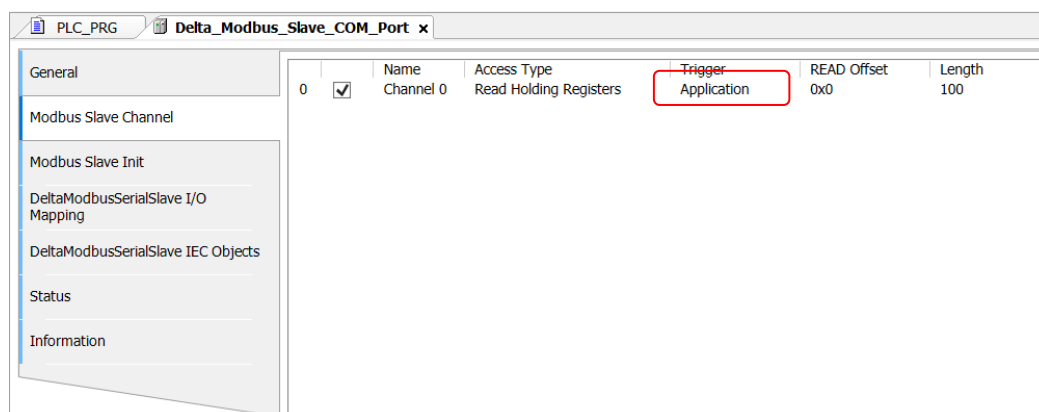 PLC_PRG Delta_Modbus_Slave_COM_Port x
General
Modbus Slave Channel
Modbus Slave Init
DeltaModbusSerialSlave I/O
Mapping
DeltaModbusSerialSlave IEC Objects
Status
Information
Name Access Type Trigger READ Offset Length
0 Channel 0 Read Holding Registers Application 0x0 100